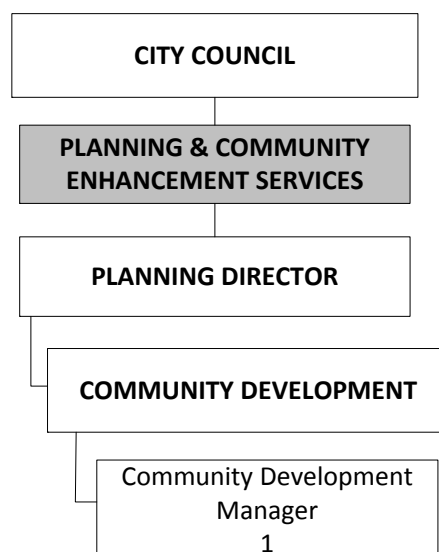 CITY COUNCIL
PLANNING & COMMUNITY
ENHANCEMENT SERVICES
PLANNING DIRECTOR
COMMUNITY DEVELOPMENT
Community Development
Manager
1